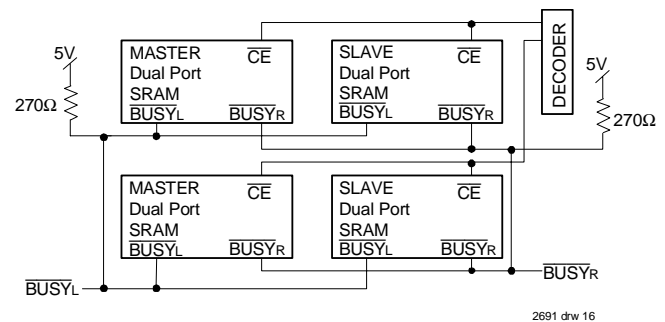 MASTER
Dual Port
SRAM
CE
BUSYL BUSYR
SLAVE
Dual Port
SRAM
CE
BUSYL BUSYR
DECODER
5V
270Ω
5V
270Ω
MASTER
Dual Port
SRAM
CE
BUSYL BUSYR
SLAVE
Dual Port
SRAM
CE
BUSYL BUSYR
BUSYL
BUSYR
2691 drw 16